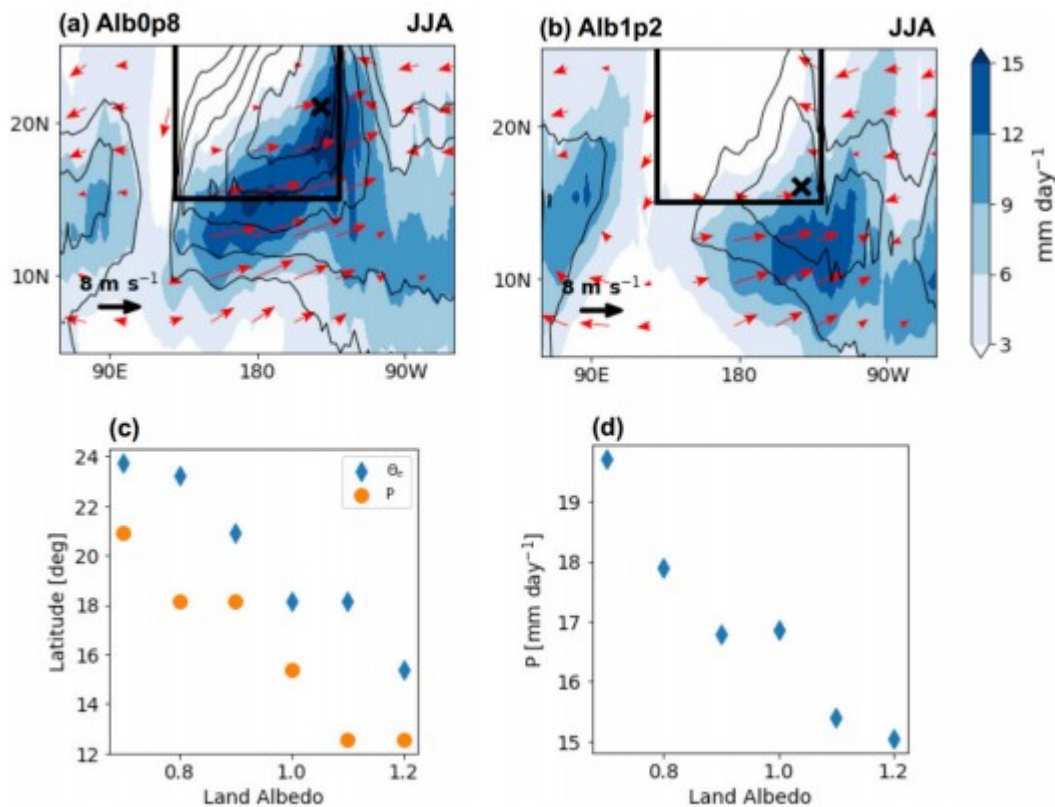 (a) Alb0p8 JJA
(b) Alb1p2 JJA
20N
10N
8 m s⁻¹
90E 180 90W
20N
10N
8 m s⁻¹
90E 180 90W
15
12
9
6
3
mm day⁻¹
(c)
24
22
20
18
16
14
12
Latitude [deg]
Θₑ
P
0.8 1.0 1.2
Land Albedo
(d)
19
18
17
16
15
P [mm day⁻¹]
0.8 1.0 1.2
Land Albedo